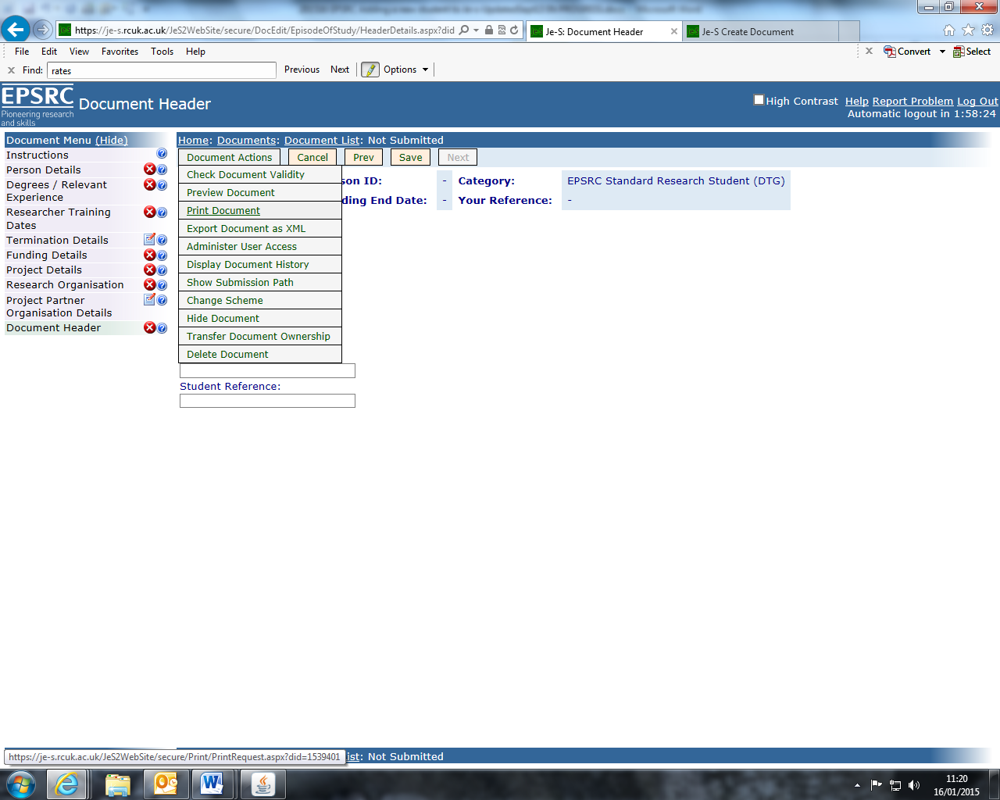 https://je-s.rcuk.ac.uk/JeS2WebSite/secure/DocEdit/EpisodeOfStudy/HeaderDetails.aspx?did
Je-S: Document Header
Je-S Create Document
File Edit View Favorites Tools Help
Convert Select
Find: rates Previous Next Options
EPSRC
Pioneering research
and skills
Document Header
High Contrast Help Report Problem Log Out
Automatic logout in 1:58:24
Document Menu (Hide)
Instructions
Person Details
Degrees / Relevant
Experience
Researcher Training
Dates
Termination Details
Funding Details
Project Details
Research Organisation
Project Partner
Organisation Details
Document Header
Home: Documents: Document List: Not Submitted
Document Actions Cancel Prev Save Next
Check Document Validity
Preview Document
Print Document
Export Document as XML
Administer User Access
Display Document History
Show Submission Path
Change Scheme
Hide Document
Transfer Document Ownership
Delete Document
son ID: - Category: EPSRC Standard Research Student (DTG)
ding End Date: - Your Reference: -
Student Reference:
https://je-s.rcuk.ac.uk/JeS2WebSite/secure/Print/PrintRequest.aspx?did=1539401
ist: Not Submitted
11:20
16/01/2015